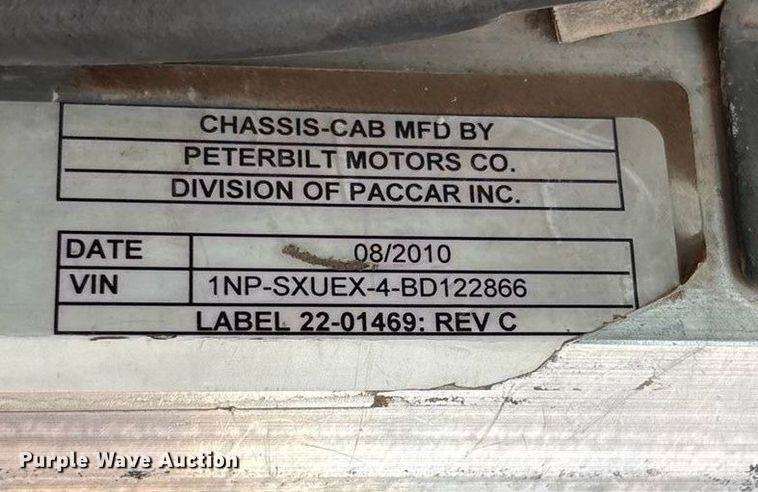 CHASSIS-CAB MFD BY
PETERBILT MOTORS CO.
DIVISION OF PACCAR INC.
DATE 08/2010
VIN 1NP-SXUEX-4-BD122866
LABEL 22-01469: REV C
Purple Wave Auction